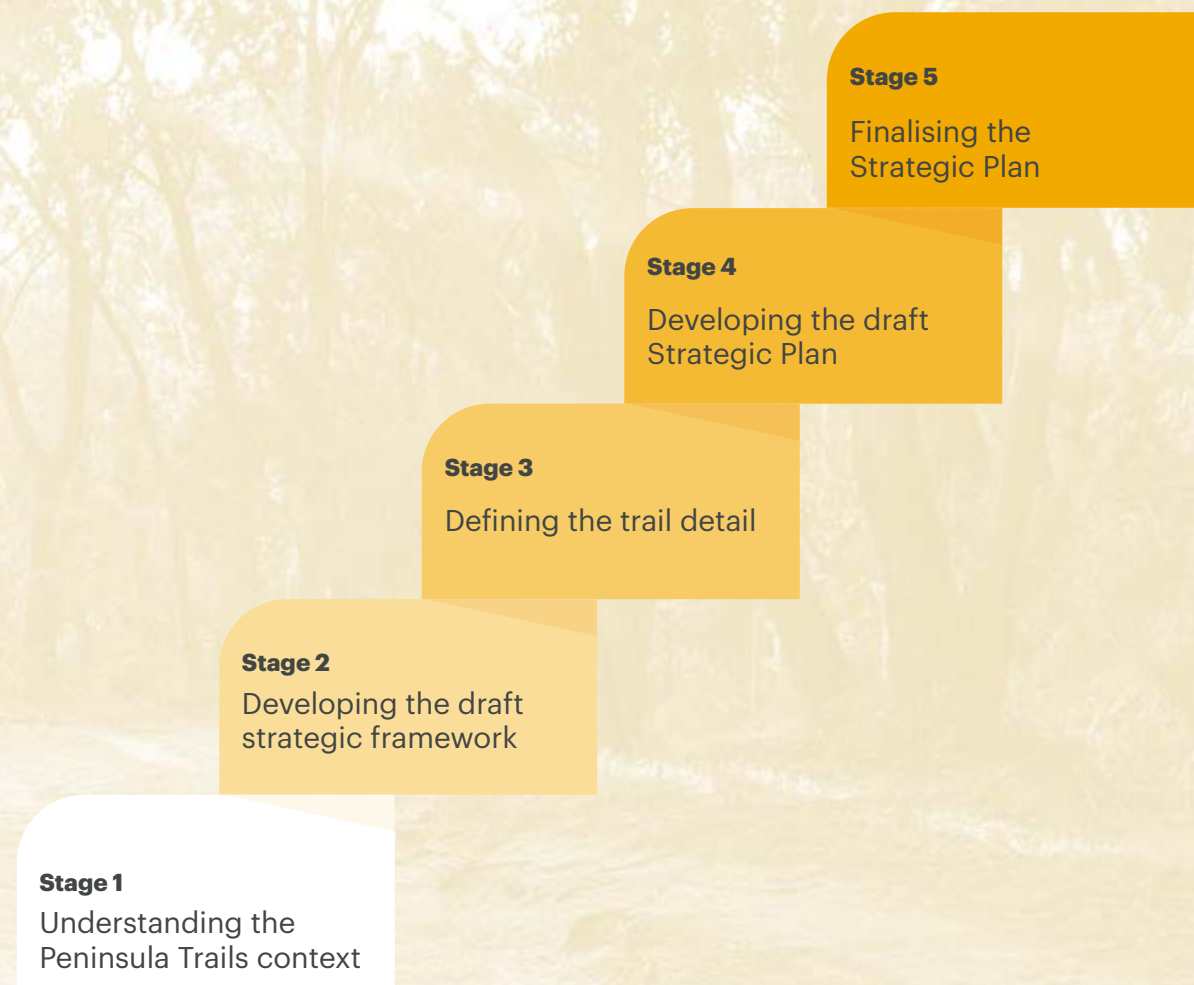 Stage 5
Finalising the
Strategic Plan
Stage 4
Developing the draft
Strategic Plan
Stage 3
Defining the trail detail
Stage 2
Developing the draft
strategic framework
Stage 1
Understanding the
Peninsula Trails context